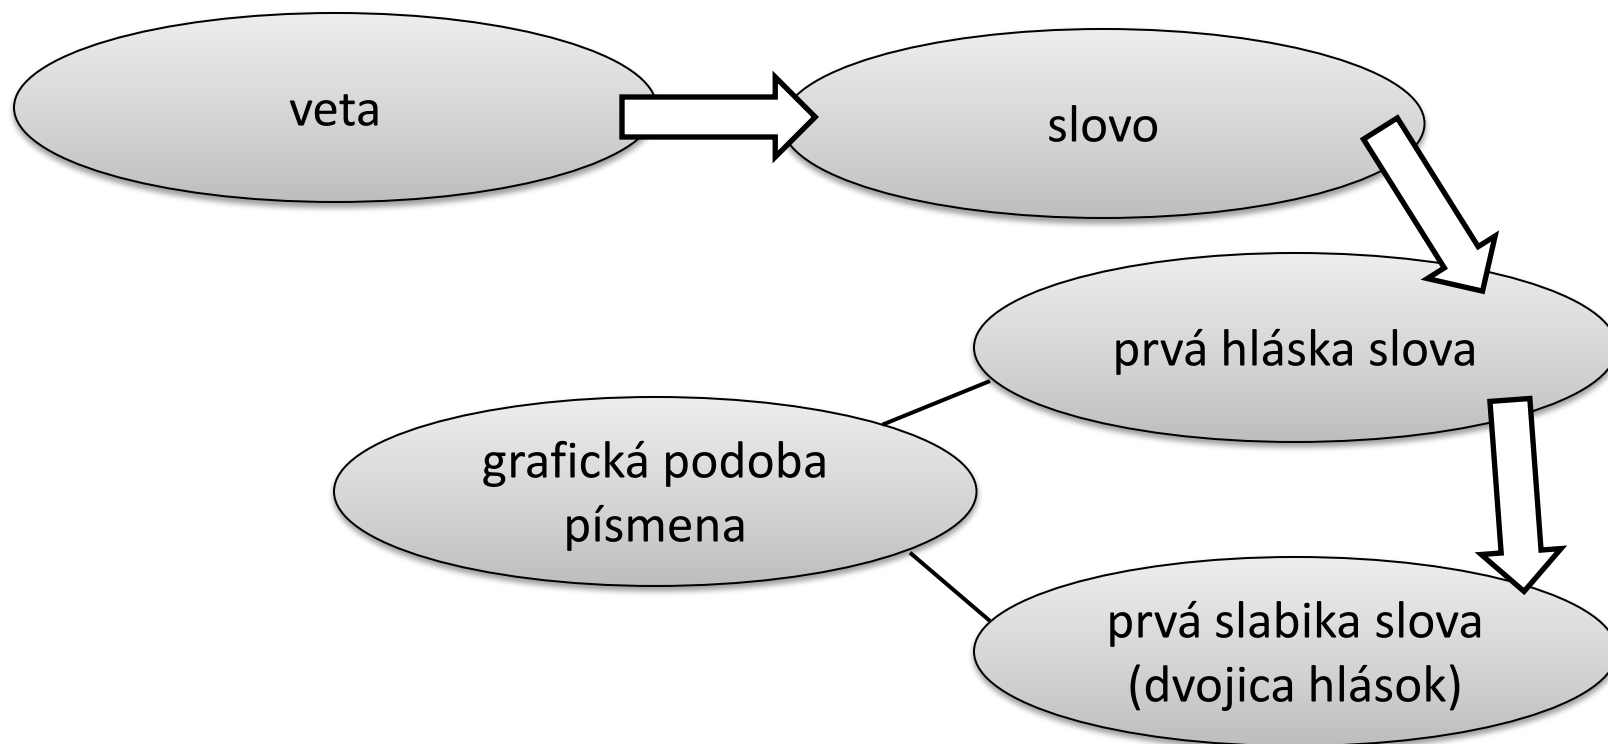 veta
slovo
prvá hláska slova
grafická podoba
písmena
prvá slabika slova
(dvojica hlások)